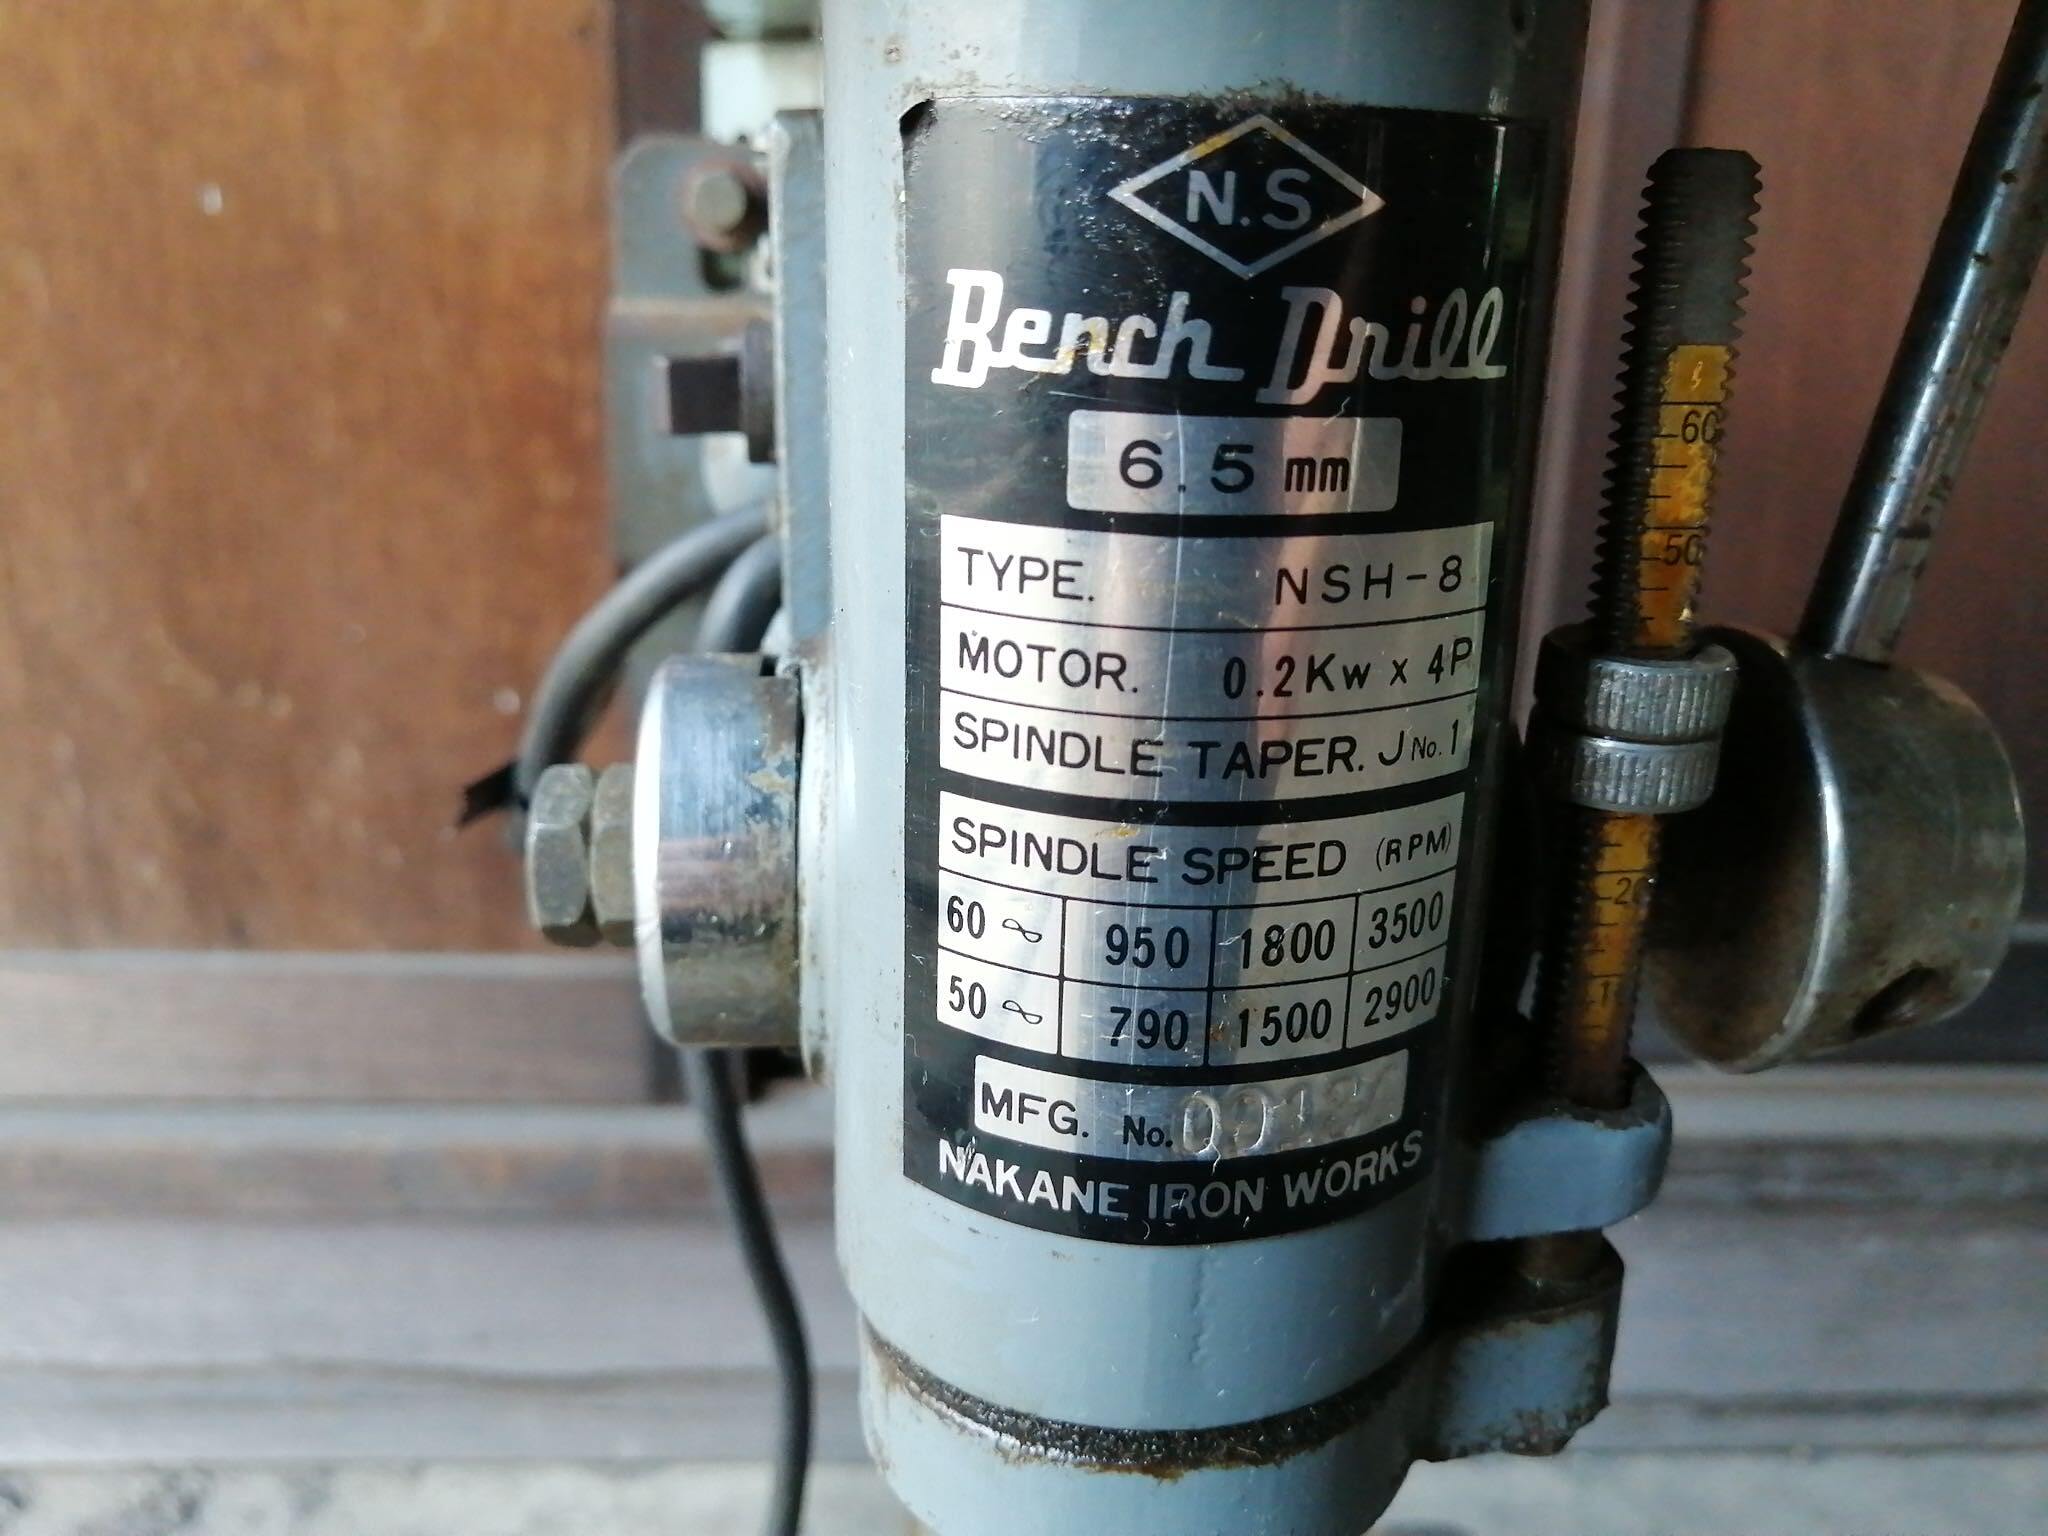 N.S
Bench Drill
6.5 mm
TYPE. NSH-8
MOTOR. 0.2Kw x 4P
SPINDLE TAPER. J No. 1
SPINDLE SPEED (RPM)
60 ∾ 950 1800 3500
50 ∾ 790 1500 2900
MFG. No.
NAKANE IRON WORKS
60
50
20